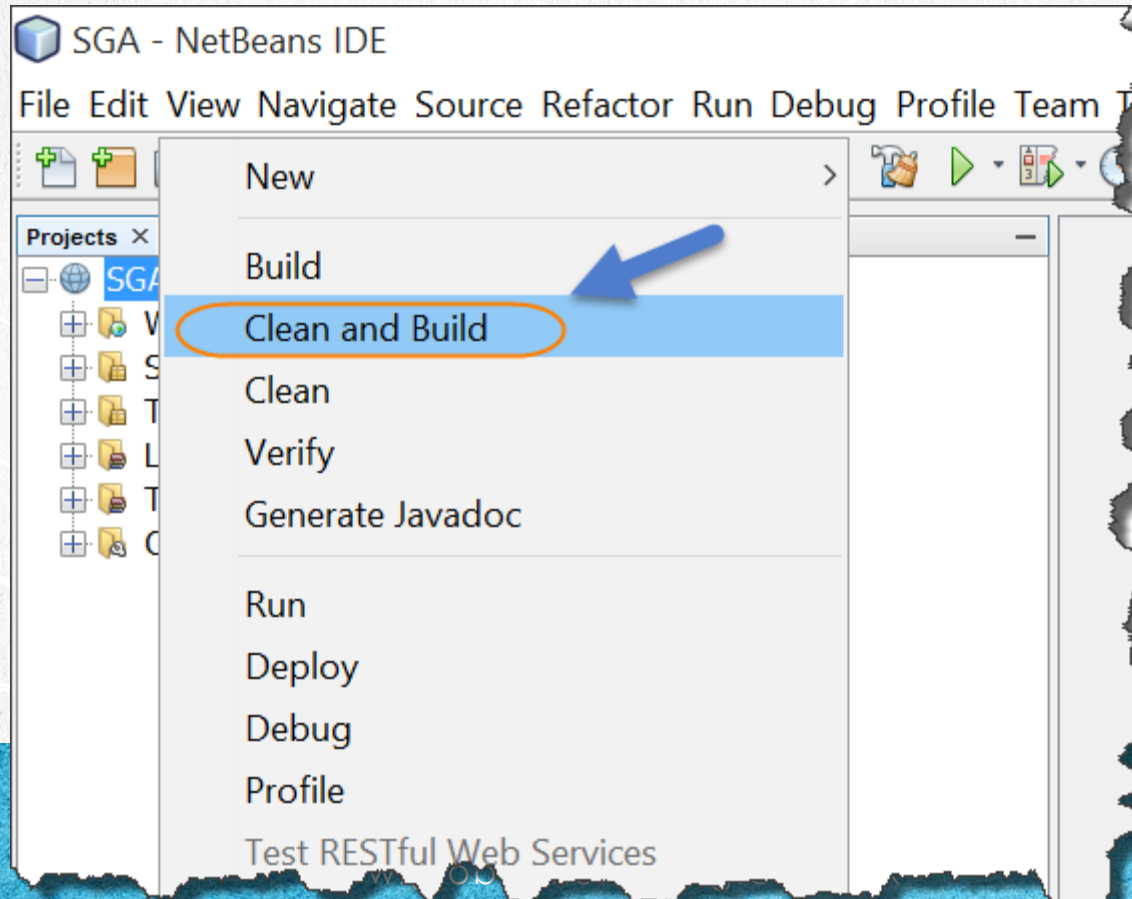 SGA - NetBeans IDE
File Edit View Navigate Source Refactor Run Debug Profile Team
Projects
SGA
New
Build
Clean and Build
Clean
Verify
Generate Javadoc
Run
Deploy
Debug
Profile
Test RESTful Web Services